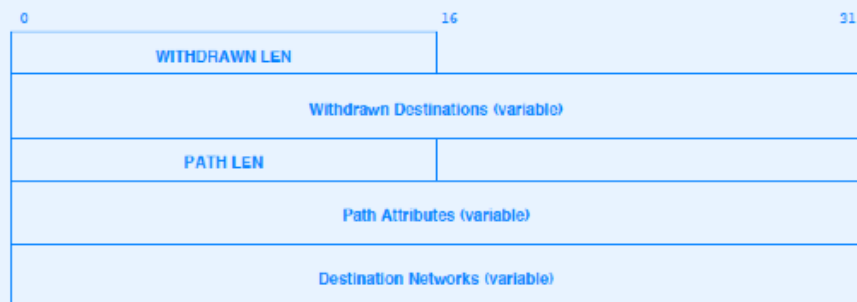 0 16 31
WITHDRAWN LEN
Withdrawn Destinations (variable)
PATH LEN
Path Attributes (variable)
Destination Networks (variable)